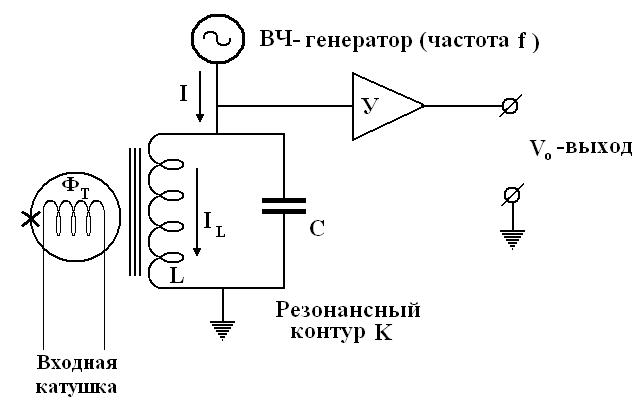 ВЧ- генератор (частота f )
I
У
V₀ -выход
Φ_T
I_L
C
L
Резонансный
контур K
Входная
катушка